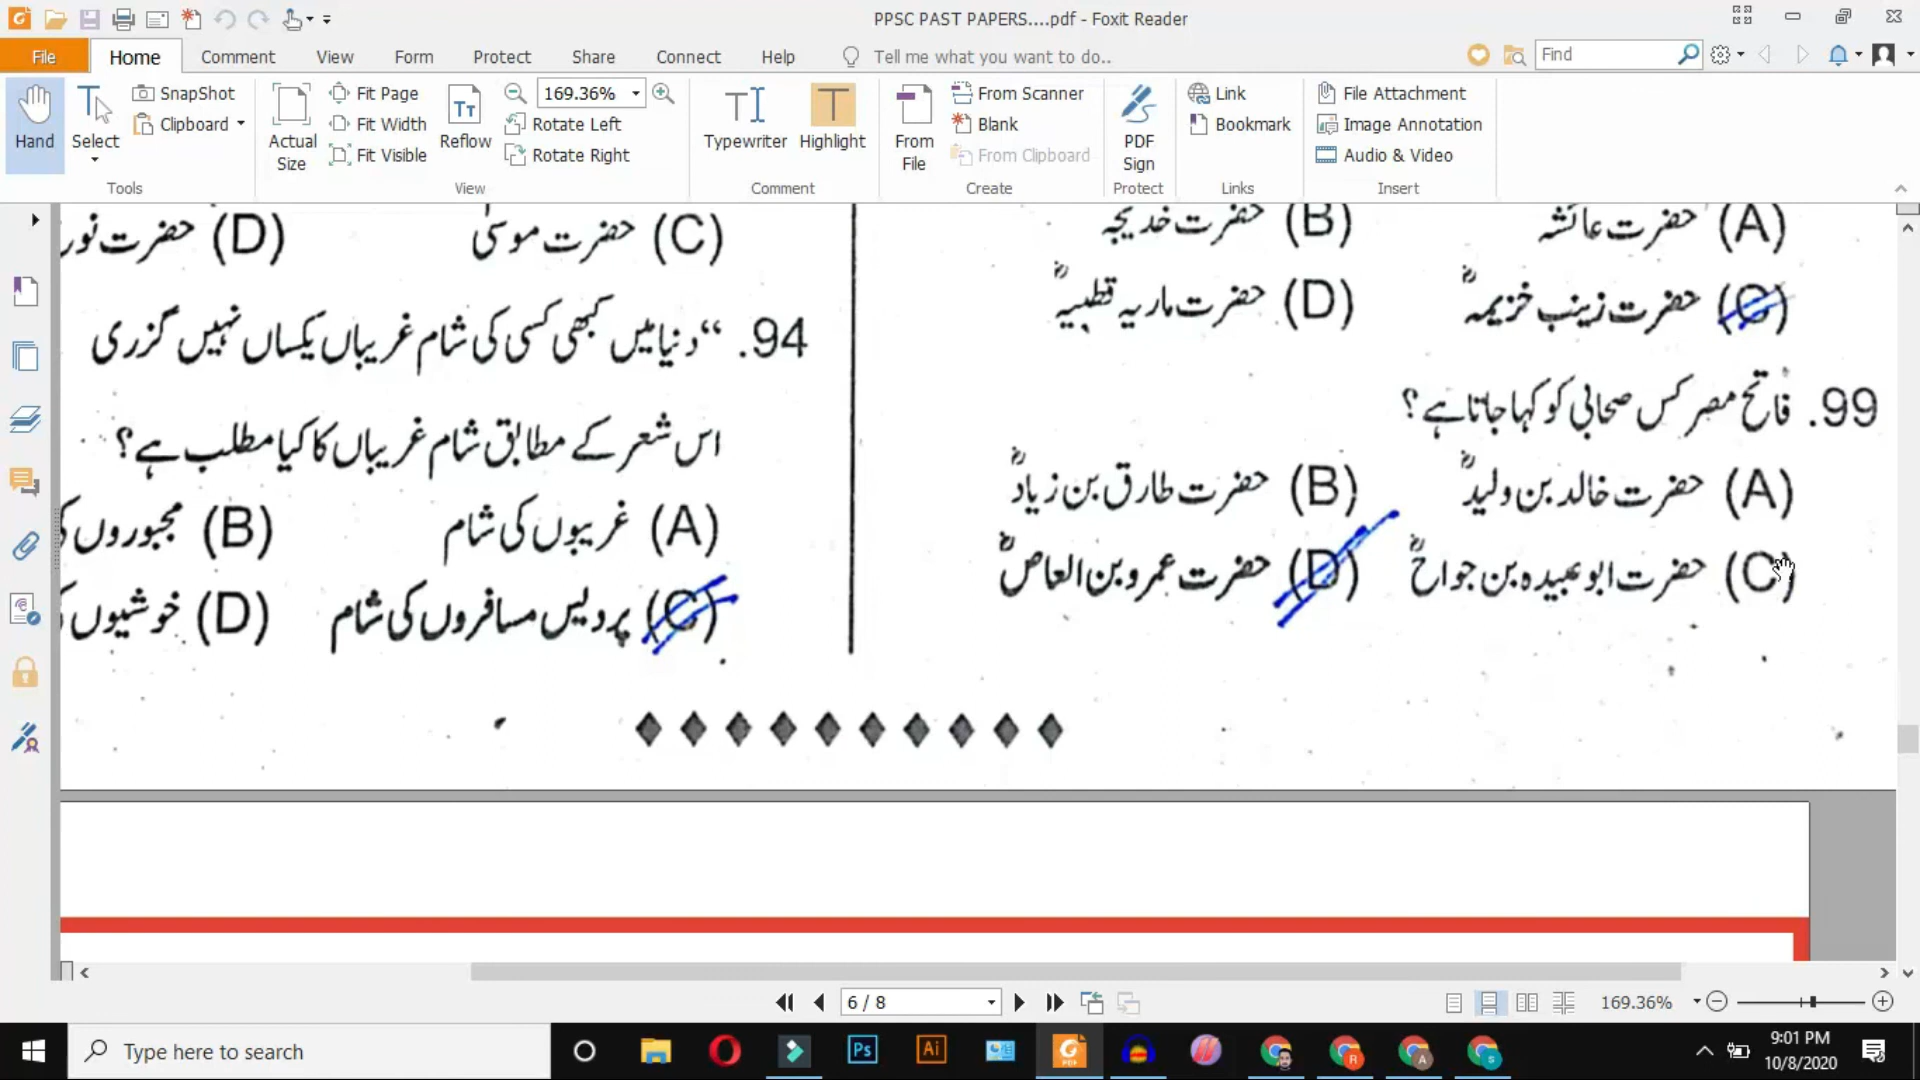 PPSC PAST PAPERS....pdf - Foxit Reader
File Home Comment View Form Protect Share Connect Help Tell me what you want to do.. Find
Hand
Select
SnapShot
Clipboard
Tools
Actual Size
Fit Page
Fit Width
Fit Visible
Reflow
169.36%
Rotate Left
Rotate Right
View
Typewriter
Highlight
Comment
From File
From Scanner
Blank
From Clipboard
Create
PDF Sign
Protect
Link
Bookmark
Links
File Attachment
Image Annotation
Audio & Video
Insert
(A) حضرت عائشہ (B) حضرت خدیجہ
(C) حضرت زینب خزیمہؓ (D) حضرت ماریہ قطبیہؓ
99. فاتح مصر کس صحابی کو کہا جاتا ہے؟
(A) حضرت خالد بن ولیدؓ (B) حضرت طارق بن زیادؓ
(C) حضرت ابو عبیدہ بن جواحؓ (D) حضرت عمرو بن العاصؓ
(C) حضرت موسیٰ (D) حضرت نور
94. “دنیا میں کبھی کسی کی شام غریباں یکساں نہیں گزری
اس شعر کے مطابق شام غریباں کا کیا مطلب ہے؟
(A) غریبوں کی شام (B) مجبوروں
(C) پردیس مسافروں کی شام (D) خوشیوں
6 / 8
169.36%
Type here to search
Ps
Ai
9:01 PM
10/8/2020